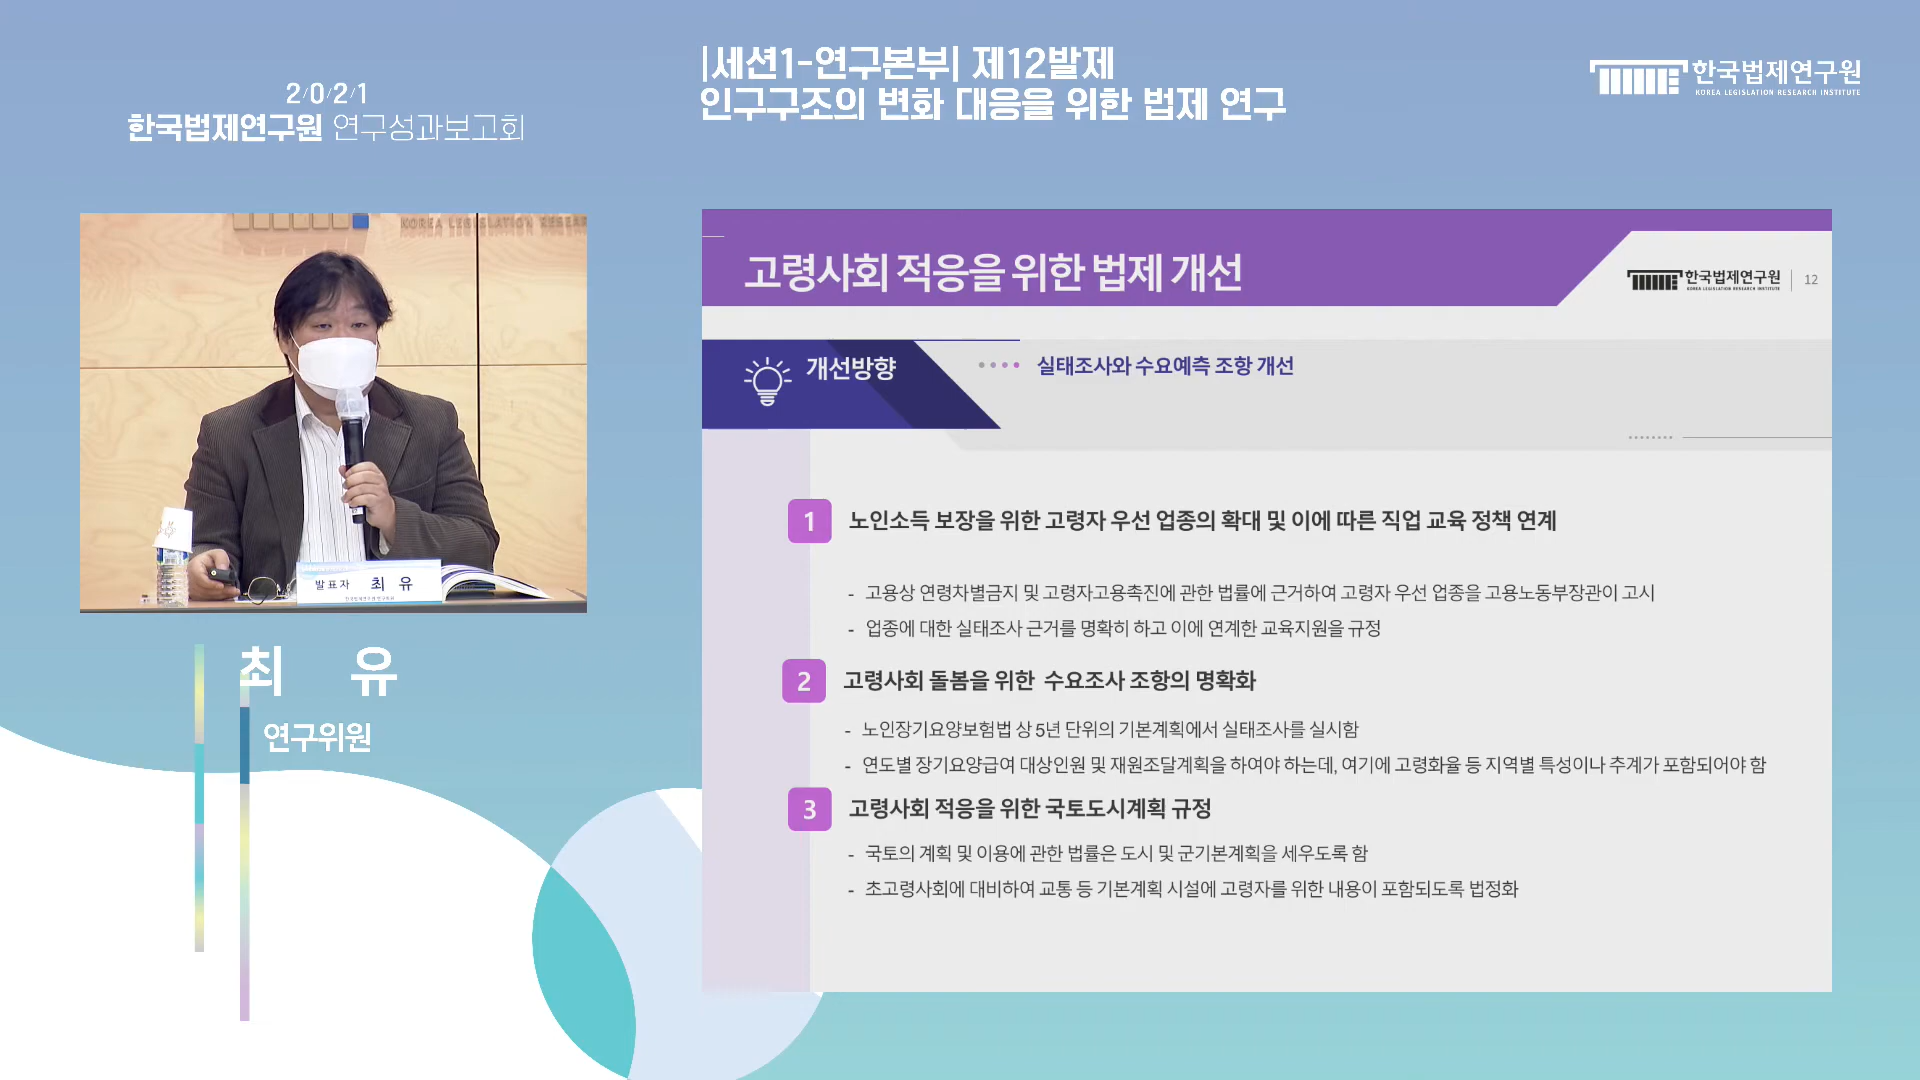 2/0/2/1
한국법제연구원 연구성과보고회
|세션1-연구본부| 제12발제
인구구조의 변화 대응을 위한 법제 연구
한국법제연구원
KOREA LEGISLATION RESEARCH INSTITUTE
KOREA LEGISLATION RESEAR
발표자 최 유
최 유
연구위원
고령사회 적응을 위한 법제 개선
한국법제연구원 12
KOREA LEGISLATION RESEARCH INSTITUTE
개선방향
실태조사와 수요예측 조항 개선
1 노인소득 보장을 위한 고령자 우선 업종의 확대 및 이에 따른 직업 교육 정책 연계
- 고용상 연령차별금지 및 고령자고용촉진에 관한 법률에 근거하여 고령자 우선 업종을 고용노동부장관이 고시
- 업종에 대한 실태조사 근거를 명확히 하고 이에 연계한 교육지원을 규정
2 고령사회 돌봄을 위한 수요조사 조항의 명확화
- 노인장기요양보험법 상 5년 단위의 기본계획에서 실태조사를 실시함
- 연도별 장기요양급여 대상인원 및 재원조달계획을 하여야 하는데, 여기에 고령화율 등 지역별 특성이나 추계가 포함되어야 함
3 고령사회 적응을 위한 국토도시계획 규정
- 국토의 계획 및 이용에 관한 법률은 도시 및 군기본계획을 세우도록 함
- 초고령사회에 대비하여 교통 등 기본계획 시설에 고령자를 위한 내용이 포함되도록 법정화